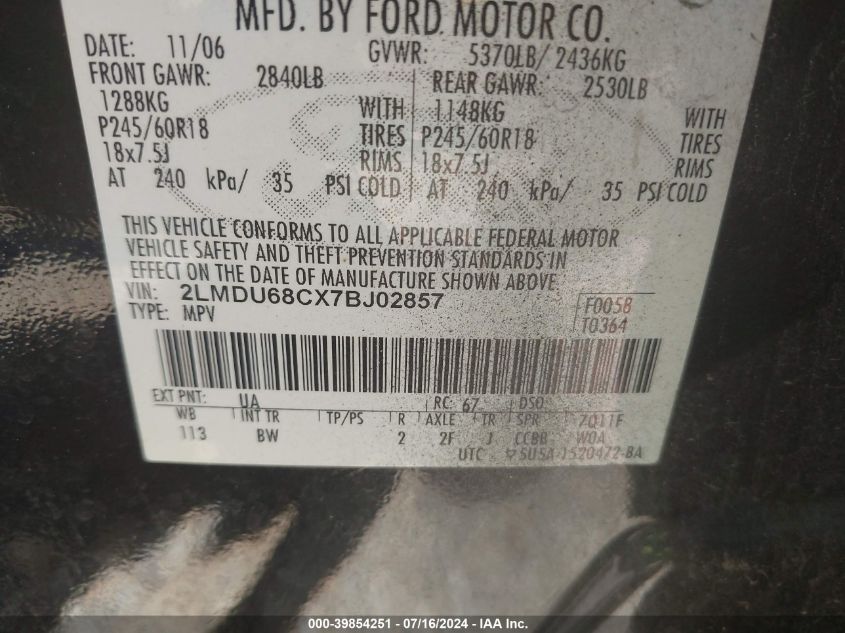 MFD. BY FORD MOTOR CO.
DATE: 11/06 GVWR: 5370LB/ 2436KG
FRONT GAWR: 2840LB REAR GAWR: 2530LB
1288KG WITH 1148KG WITH
P245/60R18 TIRES P245/60R18 TIRES
18x7.5J RIMS 18x7.5J RIMS
AT 240 kPa/ 35 PSI COLD AT 240 kPa/ 35 PSI COLD
THIS VEHICLE CONFORMS TO ALL APPLICABLE FEDERAL MOTOR
VEHICLE SAFETY AND THEFT PREVENTION STANDARDS IN
EFFECT ON THE DATE OF MANUFACTURE SHOWN ABOVE.
VIN: 2LMDU68CX7BJ02857 F0058
TYPE: MPV T0364
EXT PNT: UA RC: 67 DSO:
WB INT TR TP/PS R AXLE TR SPR 7Q11F
113 BW 2 2F J CCBB WOA
UTC 5U5A-1520472-BA
000-39854251 / 07/16/2024 - IAA Inc.